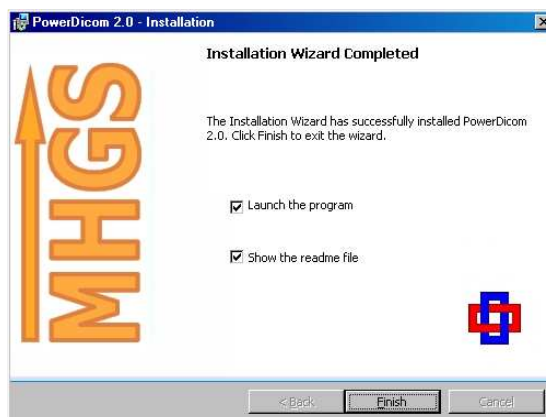 PowerDicom 2.0 - Installation
MHGS
Installation Wizard Completed
The Installation Wizard has successfully installed PowerDicom
2.0. Click Finish to exit the wizard.
Launch the program
Show the readme file
< Back
Finish
Cancel